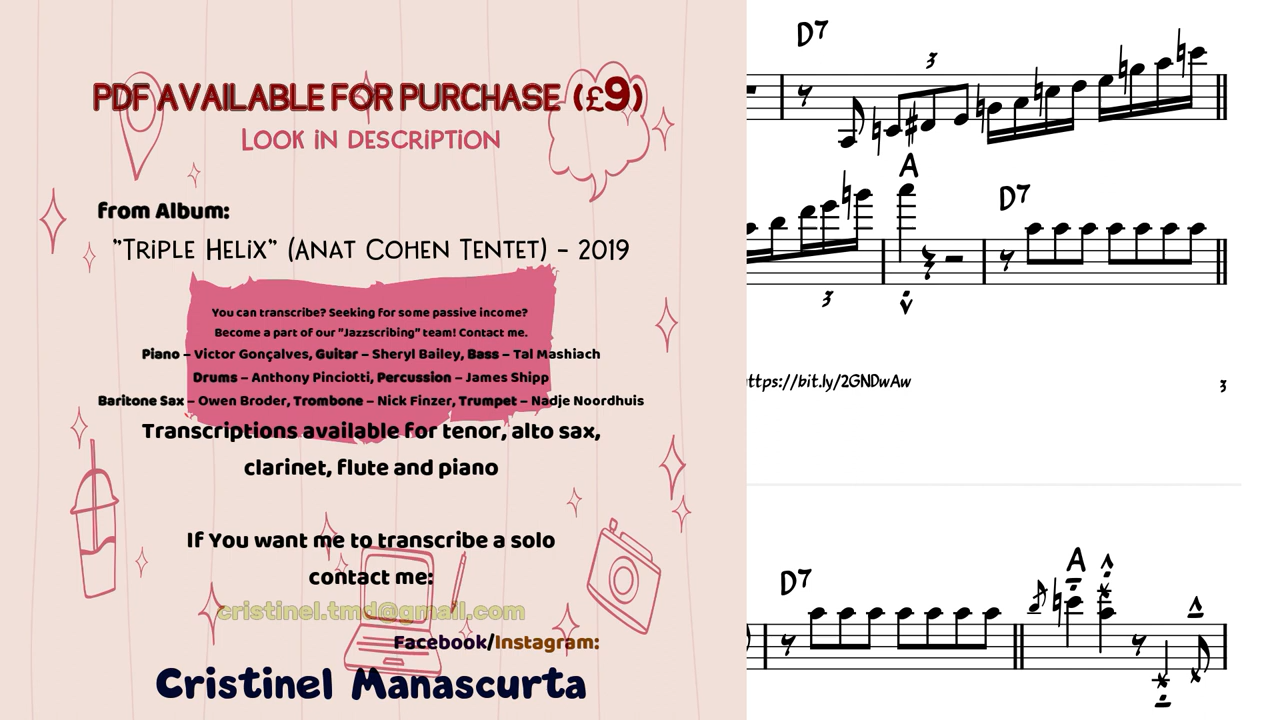 PDF AVAILABLE FOR PURCHASE (£9)
LOOK IN DESCRIPTION
from Album:
"TRIPLE HELIX" (ANAT COHEN TENTET) – 2019
You can transcribe? Seeking for some passive income?
Become a part of our "Jazzscribing" team! Contact me.
Piano – Victor Gonçalves, Guitar – Sheryl Bailey, Bass – Tal Mashiach
Drums – Anthony Pinciotti, Percussion – James Shipp
Baritone Sax – Owen Broder, Trombone – Nick Finzer, Trumpet – Nadje Noordhuis
Transcriptions available for tenor, alto sax,
clarinet, flute and piano
If You want me to transcribe a solo
contact me:
cristinel.tmd@gmail.com
Facebook/Instagram:
Cristinel Manascurta
D7
3
A
D7
3
ttps://bit.ly/2GNDwAw
3
D7
A